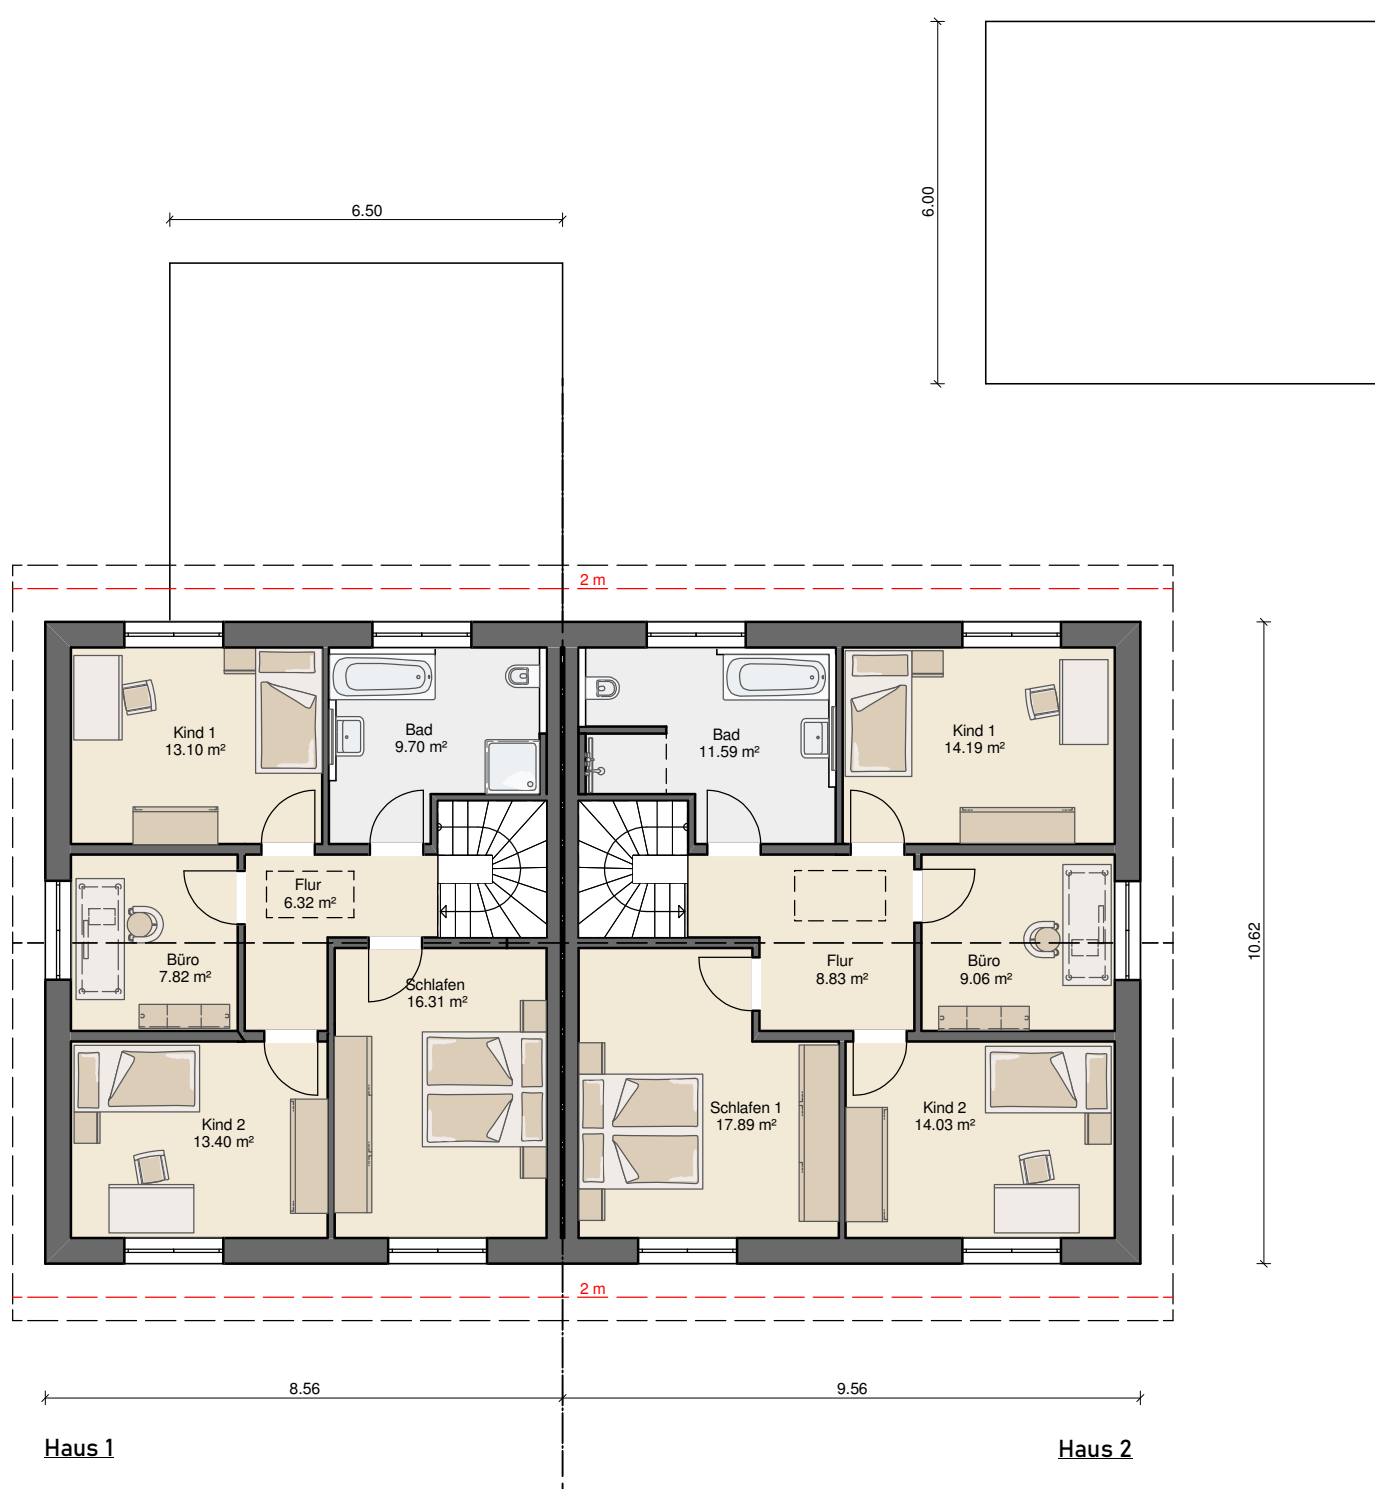 6.00
6.50
2 m
Kind 1
13.10 m²
Bad
9.70 m²
Bad
11.59 m²
Kind 1
14.19 m²
Flur
6.32 m²
Büro
7.82 m²
Schlafen
16.31 m²
Flur
8.83 m²
Büro
9.06 m²
10.62
Kind 2
13.40 m²
Schlafen 1
17.89 m²
Kind 2
14.03 m²
2 m
8.56
9.56
Haus 1
Haus 2